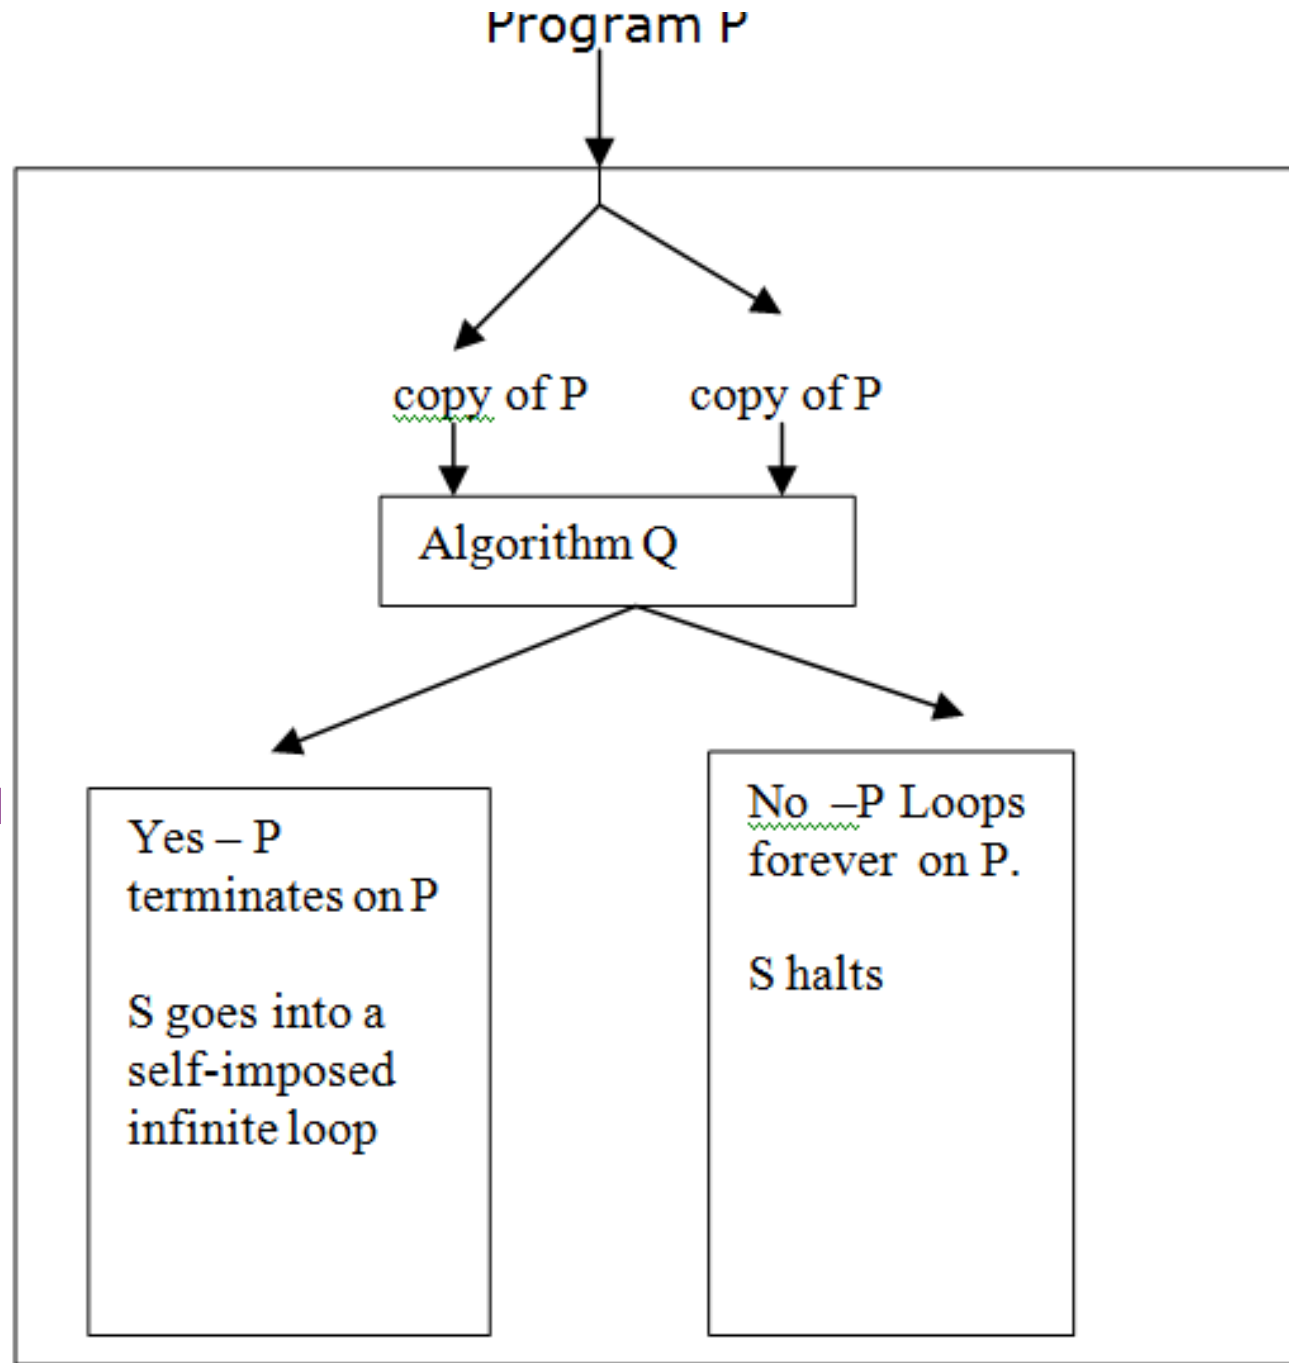 Program P
copy of P
copy of P
Algorithm Q
Yes – P
terminates on P
S goes into a
self-imposed
infinite loop
No –P Loops
forever on P.
S halts